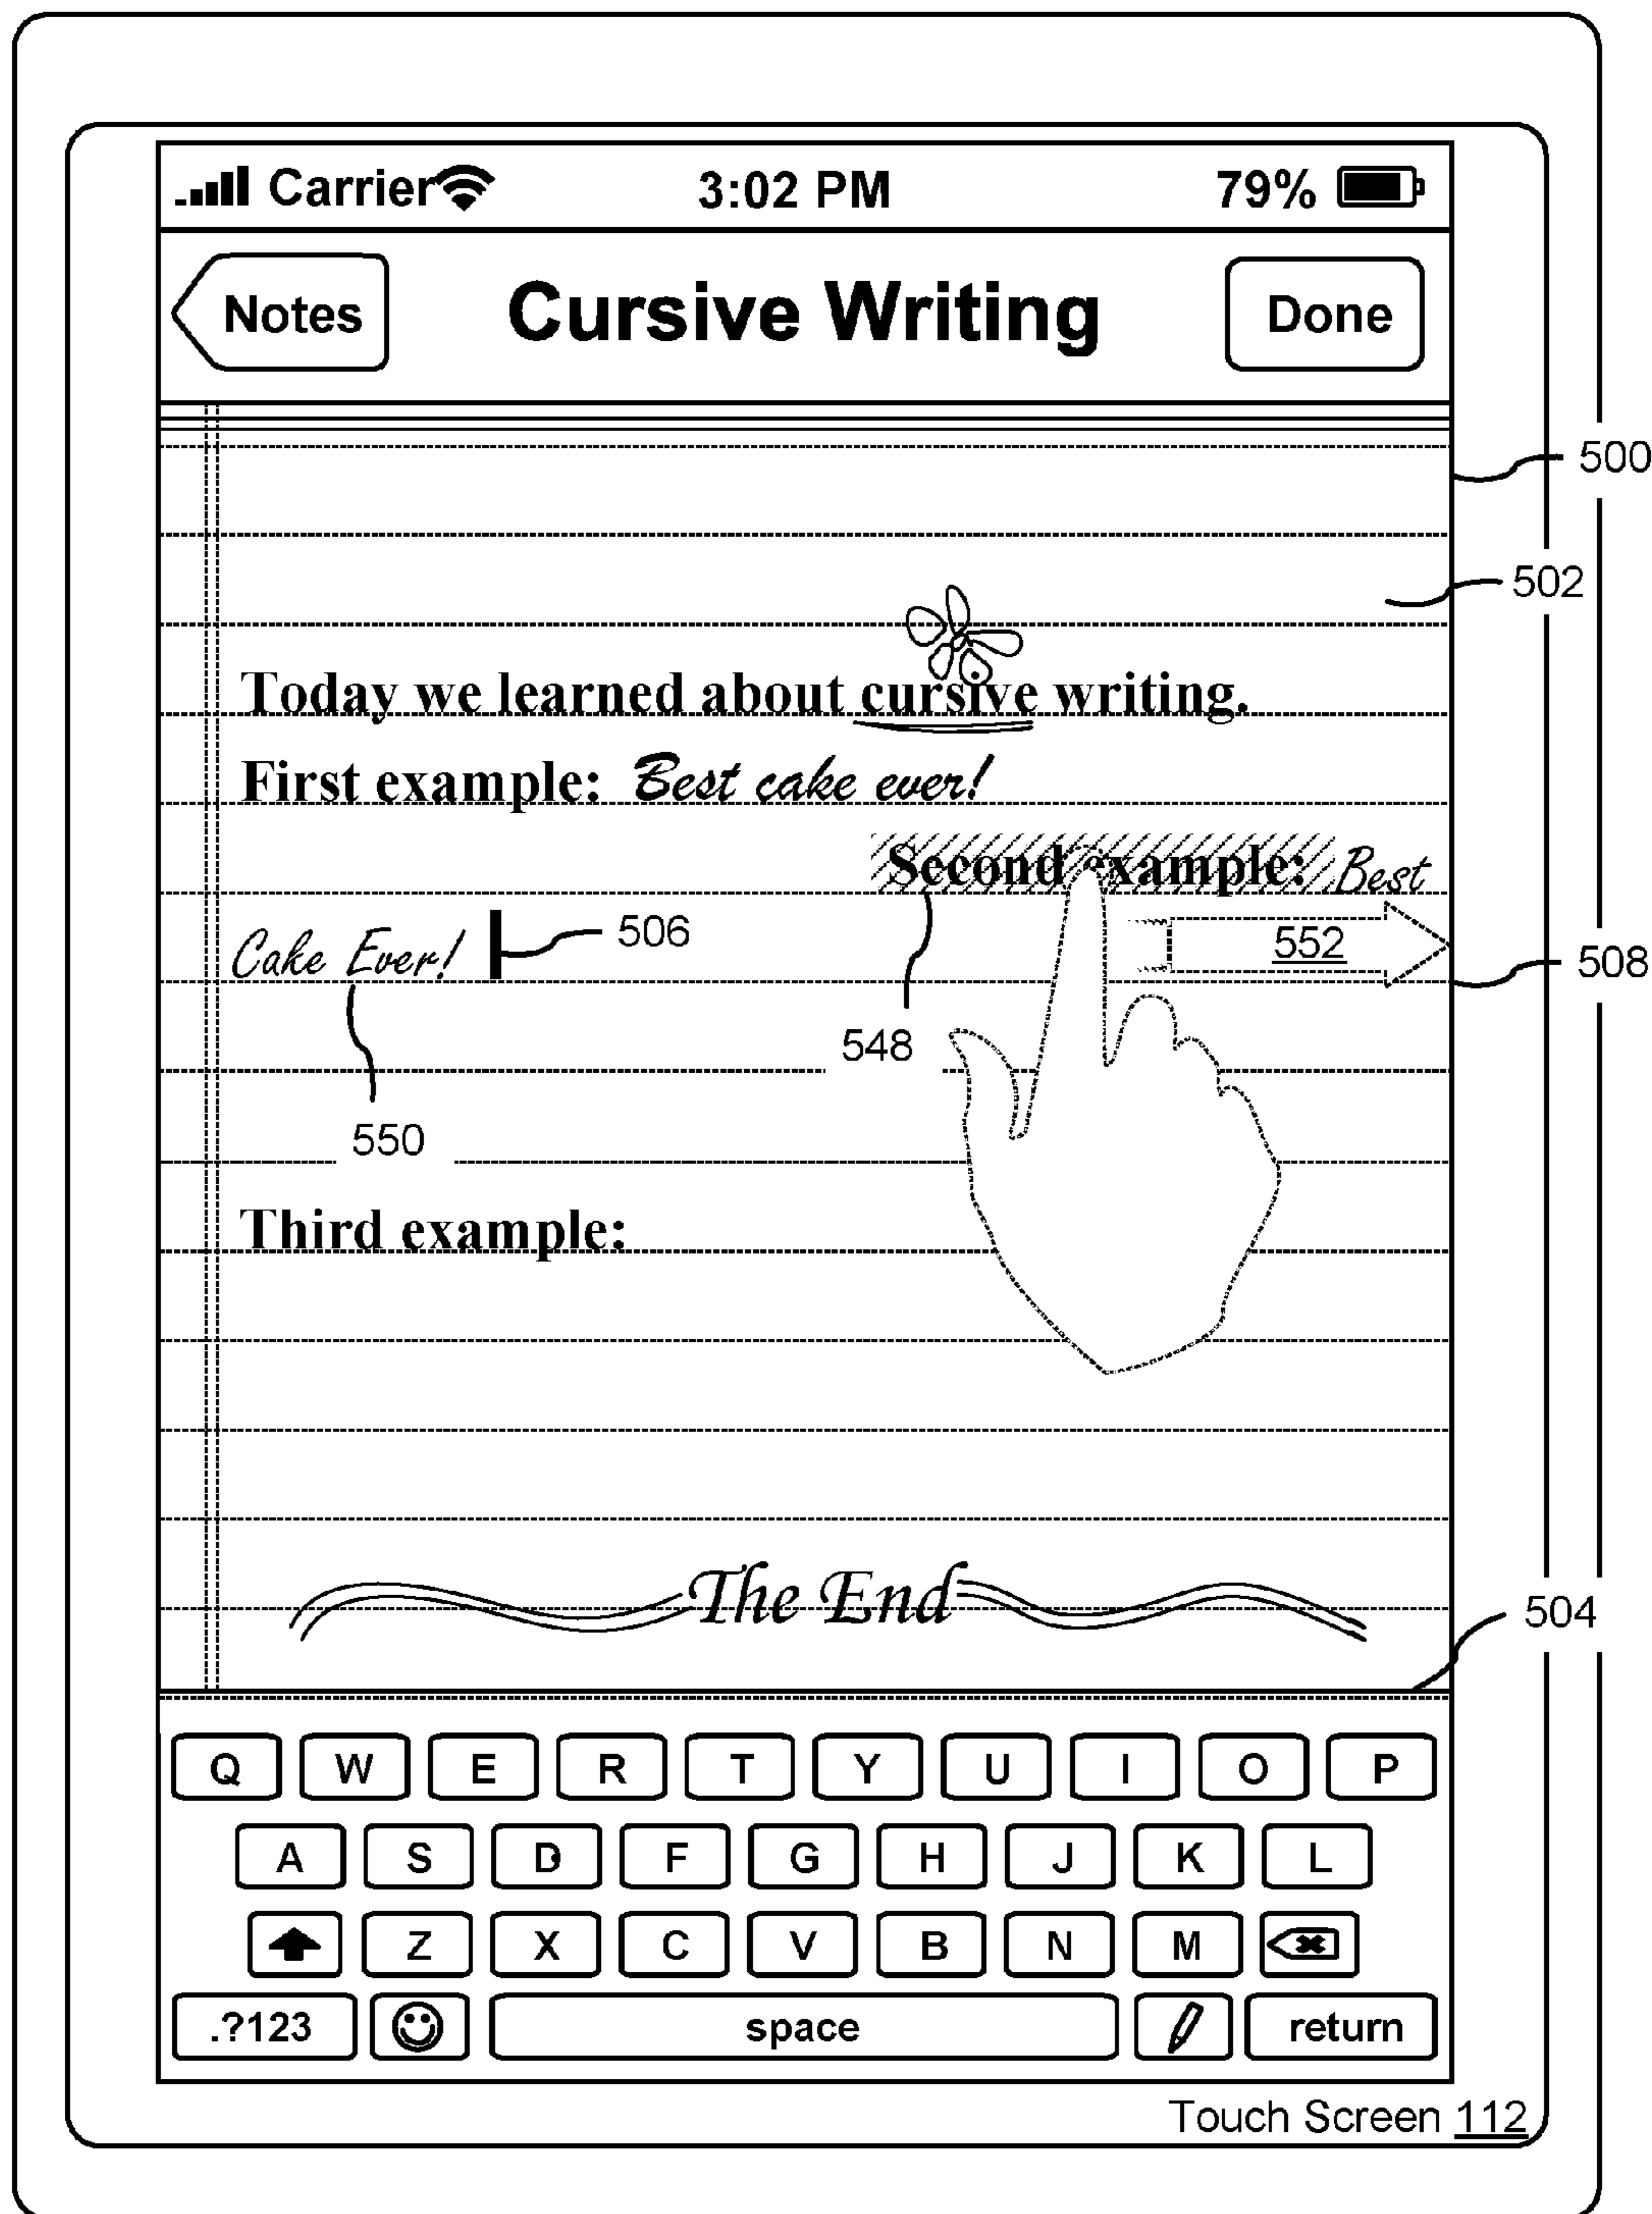 Carrier 3:02 PM 79%
Notes Cursive Writing Done
500
502
Today we learned about cursive writing.
First example: Best cake ever!
Second example: Best
Cake Ever! 506 552 508
548
550
Third example:
The End
504
Q W E R T Y U I O P
A S D F G H J K L
Z X C V B N M
.?123 space return
Touch Screen 112